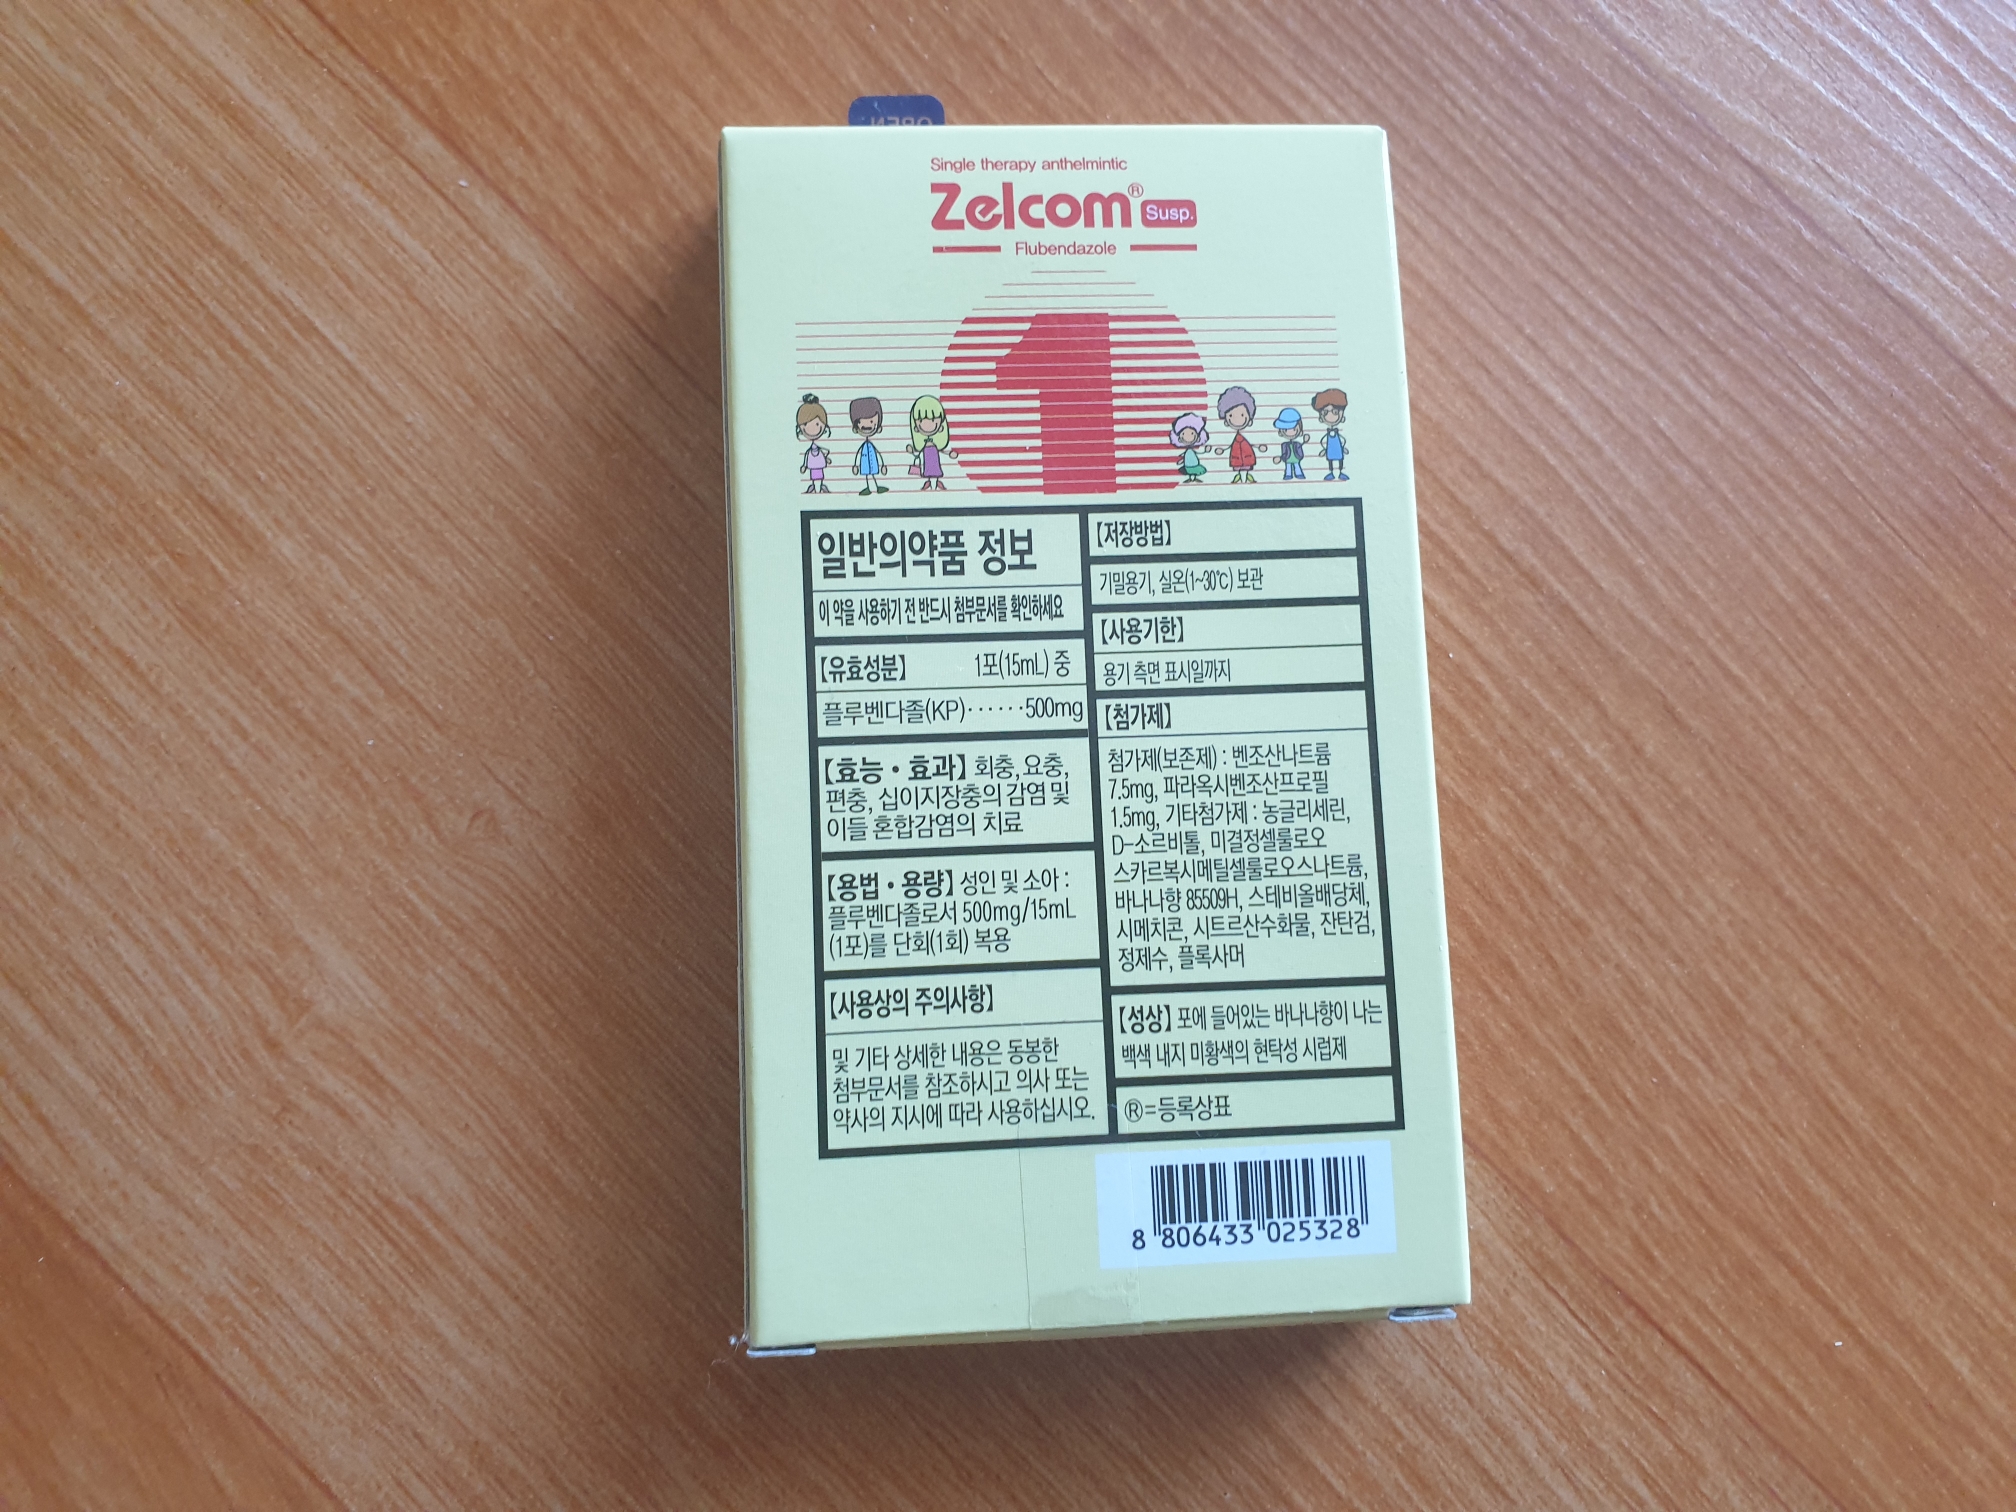 OPEN
Single therapy anthelmintic
Zelcom® Susp.
Flubendazole
1
일반의약품 정보
이 약을 사용하기 전 반드시 첨부문서를 확인하세요
【유효성분】 1포(15mL) 중
플루벤다졸(KP)······500mg
【효능·효과】 회충, 요충,
편충, 십이지장충의 감염 및
이들 혼합감염의 치료
【용법·용량】 성인 및 소아 :
플루벤다졸로서 500mg/15mL
(1포)를 단회(1회) 복용
【사용상의 주의사항】
및 기타 상세한 내용은 동봉한
첨부문서를 참조하시고 의사 또는
약사의 지시에 따라 사용하십시오.
【저장방법】
기밀용기, 실온(1~30℃) 보관
【사용기한】
용기 측면 표시일까지
【첨가제】
첨가제(보존제) : 벤조산나트륨
7.5mg, 파라옥시벤조산프로필
1.5mg, 기타첨가제 : 농글리세린,
D-소르비톨, 미결정셀룰로오
스카르복시메틸셀룰로오스나트륨,
바나나향 85509H, 스테비올배당체,
시메치콘, 시트르산수화물, 잔탄검,
정제수, 플록사머
【성상】 포에 들어있는 바나나향이 나는
백색 내지 미황색의 현탁성 시럽제
®=등록상표
8 806433 025328